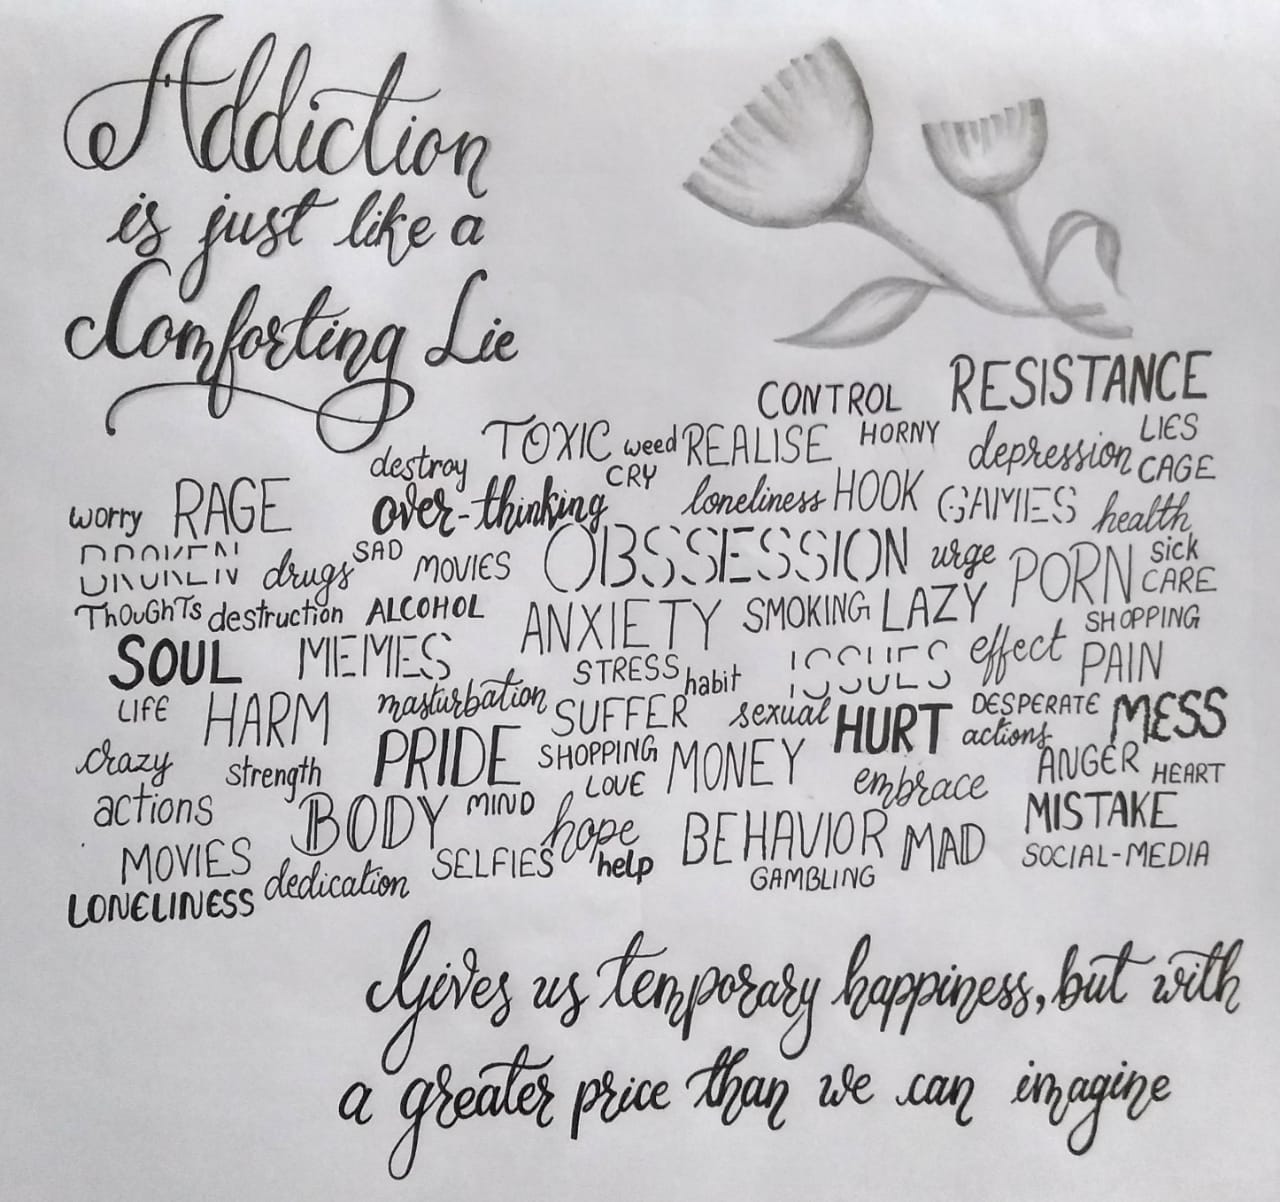 Addiction
is just like a
Comforting Lie
CONTROL RESISTANCE
destroy TOXIC weed REALISE HORNY depression LIES
CRY CAGE
worry RAGE over-thinking loneliness HOOK GAMES health
BROKEN drugs SAD MOVIES OBSSESSION urge PORN sick
CARE
ThoUGhTs destruction ALCOHOL ANXIETY SMOKING LAZY SHOPPING
SOUL MEMES STRESS habit ISSUES effect PAIN
LIFE HARM masturbation SUFFER sexual HURT DESPERATE MESS
actions
crazy strength PRIDE SHOPPING MONEY embrace ANGER HEART
LOVE
actions BODY MIND hope BEHAVIOR MAD MISTAKE
MOVIES SELFIES help SOCIAL-MEDIA
LONELINESS dedication GAMBLING
Gives us temporary happiness, but with
a greater price than we can imagine